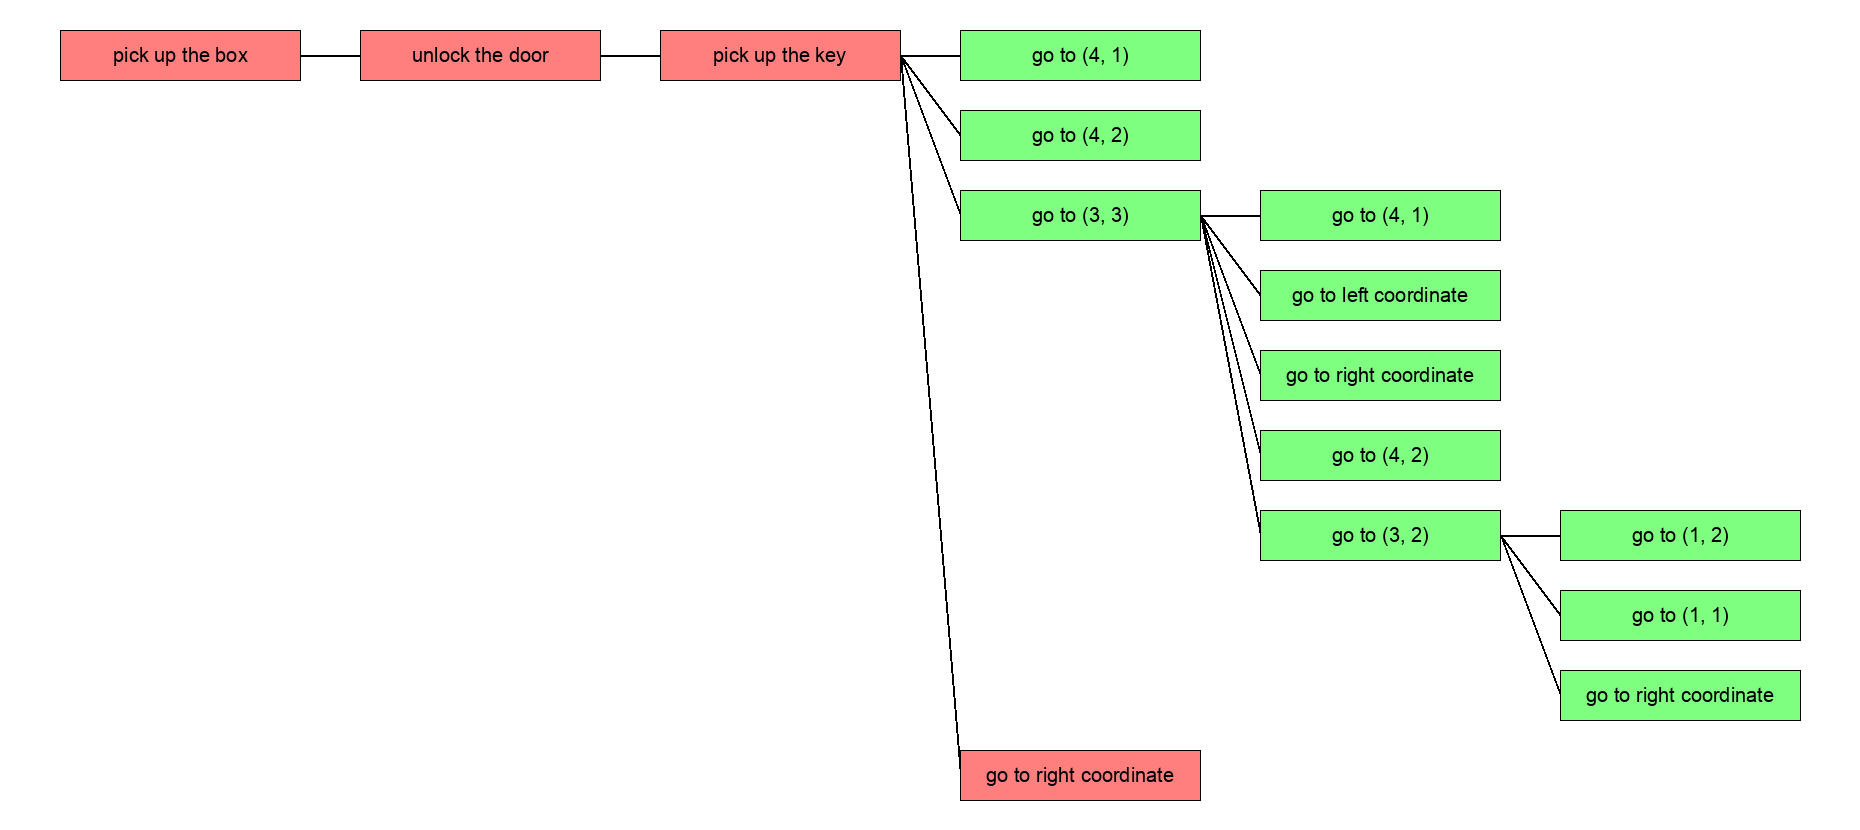 pick up the box
unlock the door
pick up the key
go to (4, 1)
go to (4, 2)
go to (3, 3)
go to (4, 1)
go to left coordinate
go to right coordinate
go to (4, 2)
go to (3, 2)
go to (1, 2)
go to (1, 1)
go to right coordinate
go to right coordinate